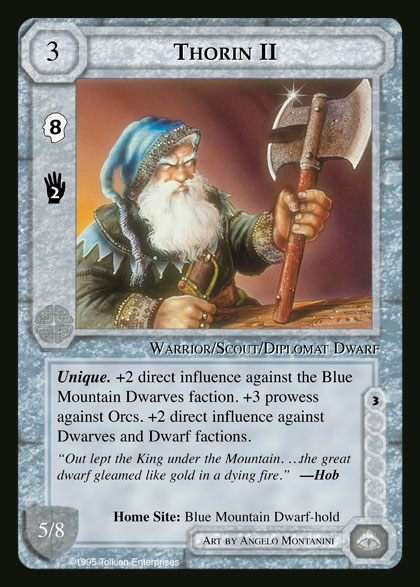 3
THORIN II
8
2
WARRIOR/SCOUT/DIPLOMAT DWARF
Unique. +2 direct influence against the Blue
Mountain Dwarves faction. +3 prowess
against Orcs. +2 direct influence against
Dwarves and Dwarf factions.
“Out lept the King under the Mountain. …the great
dwarf gleamed like gold in a dying fire.” —Hob
3
Home Site: Blue Mountain Dwarf-hold
5/8
ART BY ANGELO MONTANINI
©1995 Tolkien Enterprises